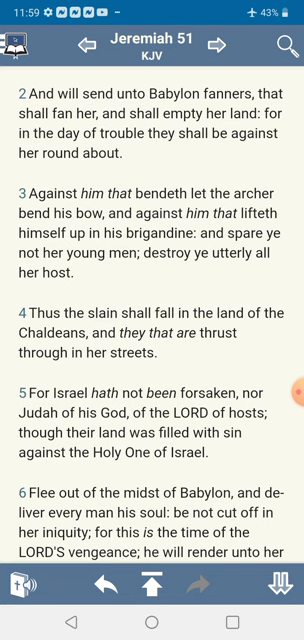 11:59
43%
Jeremiah 51
KJV
2 And will send unto Babylon fanners, that
shall fan her, and shall empty her land: for
in the day of trouble they shall be against
her round about.
3 Against him that bendeth let the archer
bend his bow, and against him that lifteth
himself up in his brigandine: and spare ye
not her young men; destroy ye utterly all
her host.
4 Thus the slain shall fall in the land of the
Chaldeans, and they that are thrust
through in her streets.
5 For Israel hath not been forsaken, nor
Judah of his God, of the LORD of hosts;
though their land was filled with sin
against the Holy One of Israel.
6 Flee out of the midst of Babylon, and de-
liver every man his soul: be not cut off in
her iniquity; for this is the time of the
LORD'S vengeance; he will render unto her